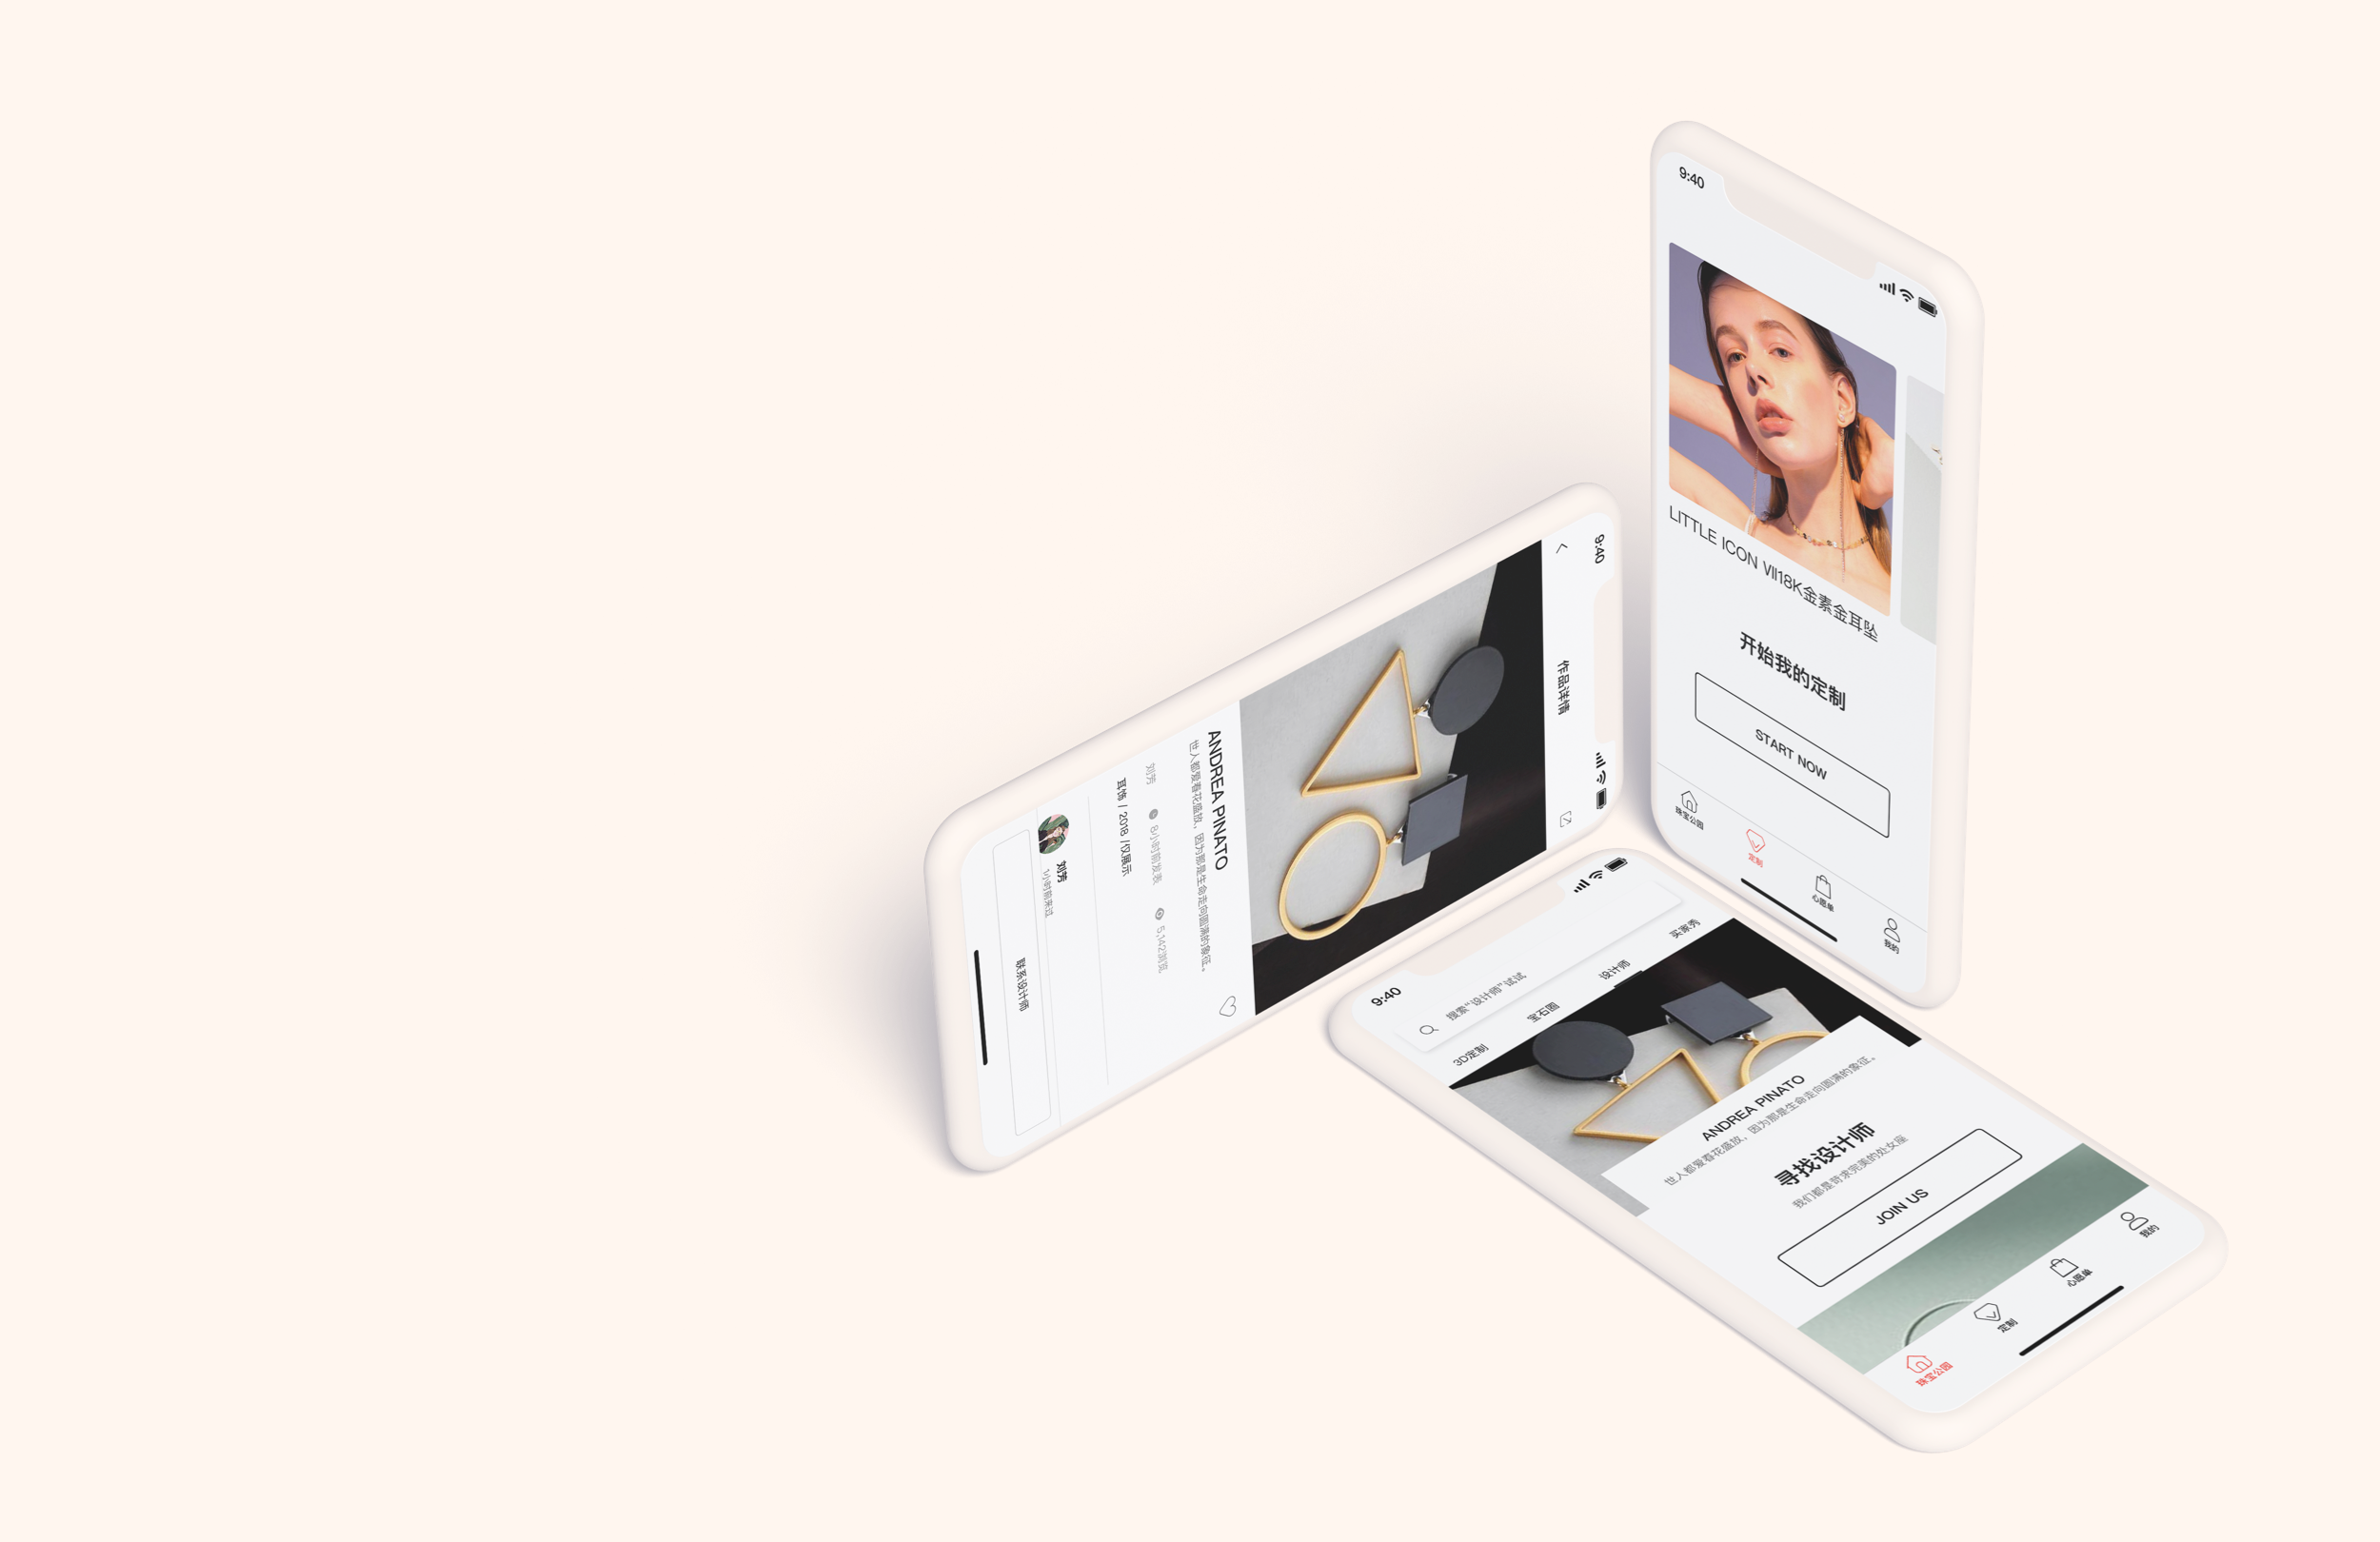 9:40
LITTLE ICON VII18K金素金耳坠
开始我的定制
START NOW
珠宝公园
定制
心愿单
我的
9:40
作品详情
ANDREA PINATO
世人都爱春花盛放，因为那是生命走向圆满的象征。
刘芳 8小时前发表 5,142浏览
耳饰 / 2018 /仅展示
刘芳
1小时前来过
联系设计师
9:40
搜索“设计师”试试
3D定制 宝石圈 设计师 买家秀
ANDREA PINATO
世人都爱春花盛放，因为那是生命走向圆满的象征。
寻找设计师
我们都是苛求完美的处女座
JOIN US
珠宝公园
定制
心愿单
我的